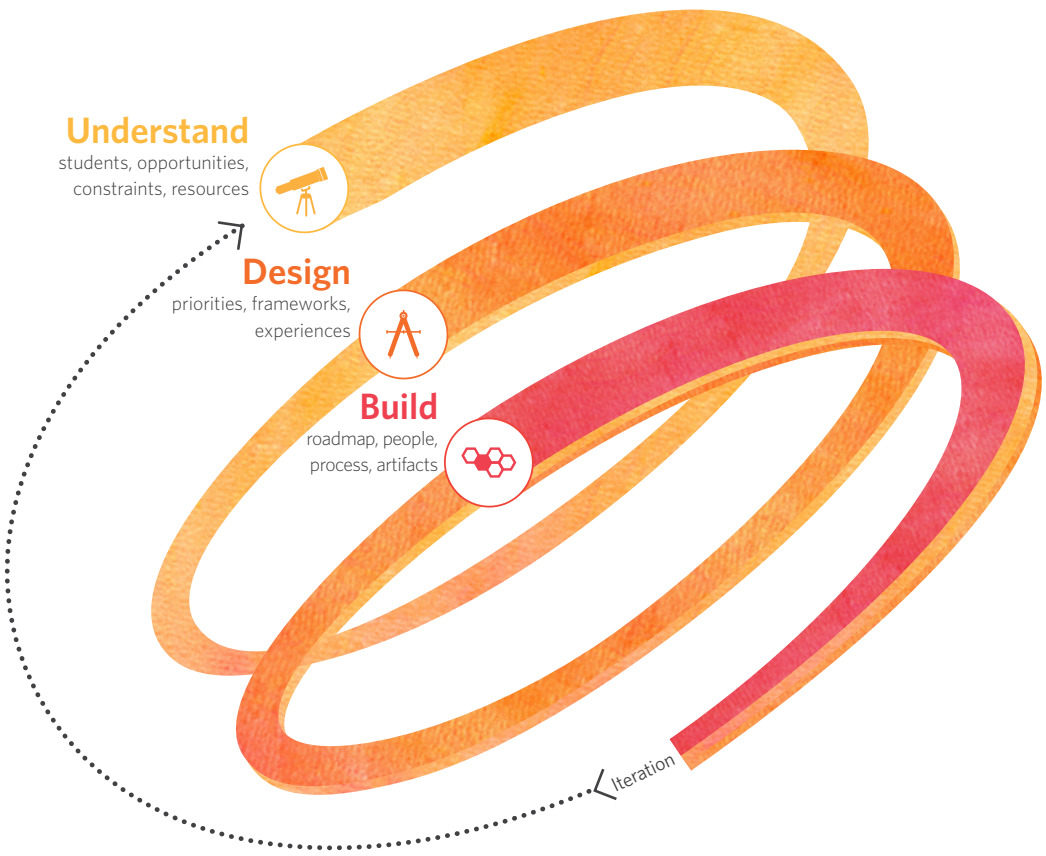 Understand
students, opportunities,
constraints, resources
Design
priorities, frameworks,
experiences
Build
roadmap, people,
process, artifacts
Iteration